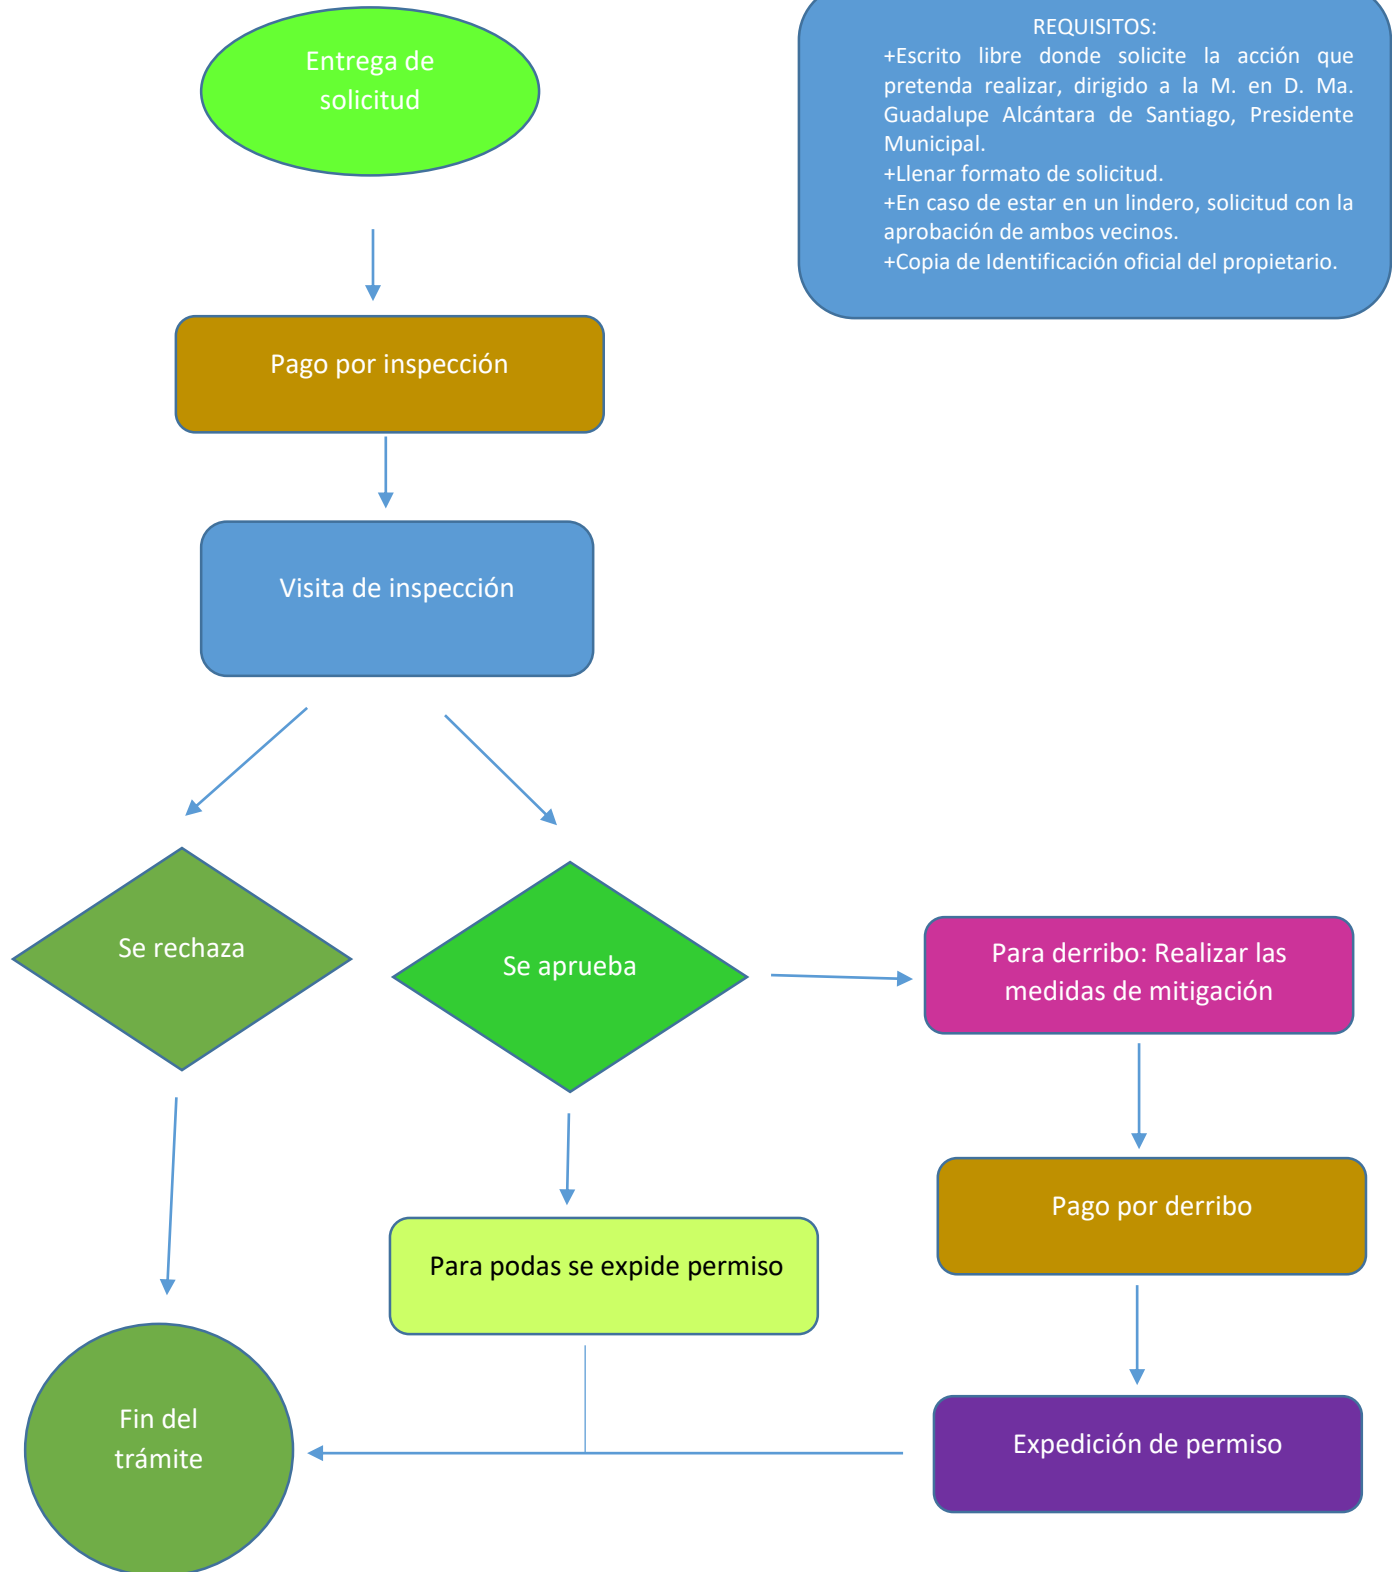 Entrega de
solicitud
REQUISITOS:
+Escrito libre donde solicite la acción que
pretenda realizar, dirigido a la M. en D. Ma.
Guadalupe Alcántara de Santiago, Presidente
Municipal.
+Llenar formato de solicitud.
+En caso de estar en un lindero, solicitud con la
aprobación de ambos vecinos.
+Copia de Identificación oficial del propietario.
Pago por inspección
Visita de inspección
Se rechaza
Se aprueba
Para derribo: Realizar las
medidas de mitigación
Pago por derribo
Para podas se expide permiso
Fin del
trámite
Expedición de permiso